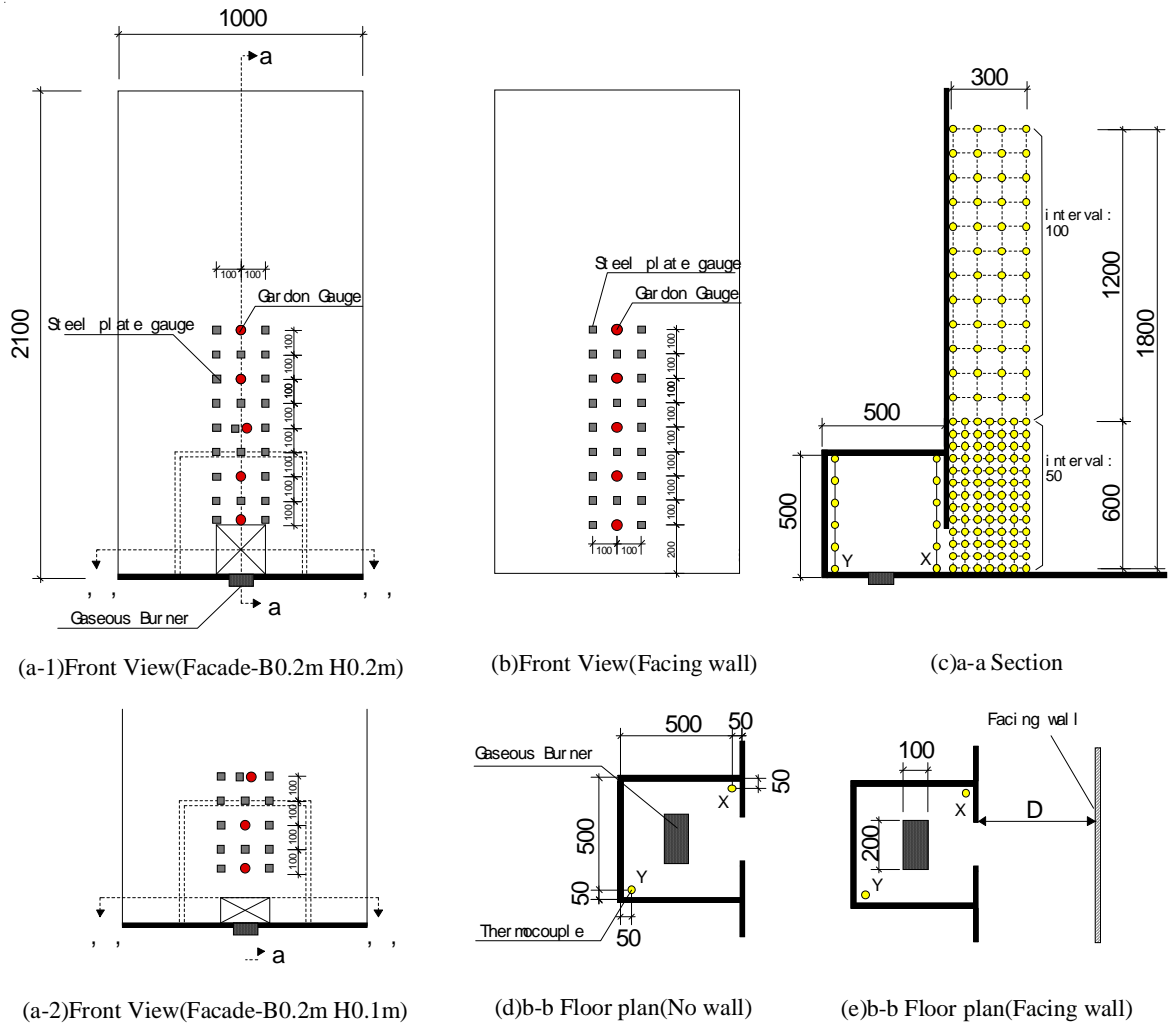 1000
a
2100
100 100
Gardon Gauge
Steel plate gauge
100
100
100
100
100
100
100
100
a
Gaseous Burner
(a-1)Front View(Facade-B0.2m H0.2m)
Steel plate gauge
Gardon Gauge
100
100
100
100
100
100
100
100
100 100
200
(b)Front View(Facing wall)
300
interval:
100
1200
1800
500
interval:
50
600
500
Y
X
(c)a-a Section
100
100
100
100
, ,
, ,
a
(a-2)Front View(Facade-B0.2m H0.1m)
500 50
Gaseous Burner
X
50
500
Y
50
50
Thermocouple
(d)b-b Floor plan(No wall)
Facing wall
100
X
D
200
Y
(e)b-b Floor plan(Facing wall)